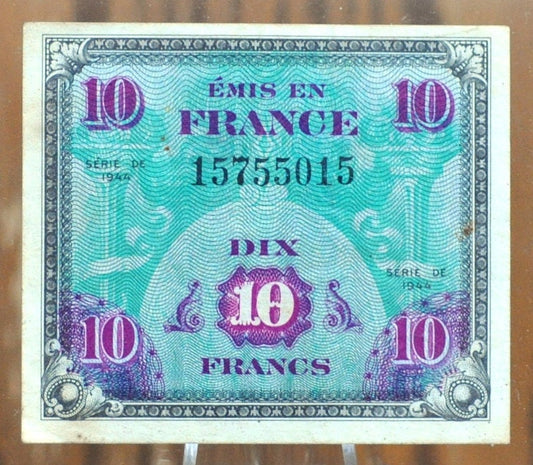 10 ÉMIS EN 10
FRANCE
SÉRIE DE
1944
15755015
DIX
SÉRIE DE
1944
10
10 10
FRANCS